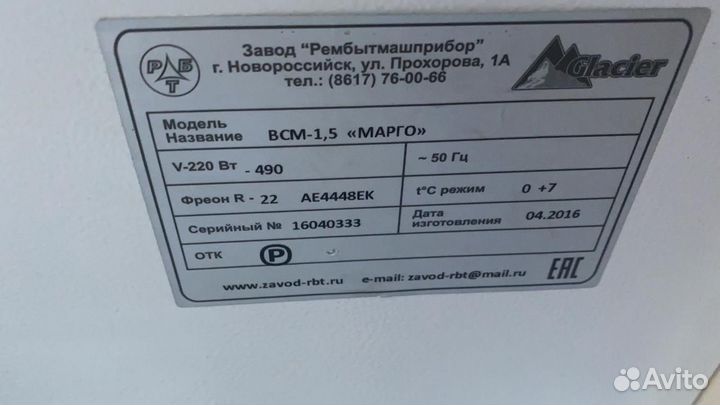 Завод "Рембытмашприбор"
г. Новороссийск, ул. Прохорова, 1А
тел.: (8617) 76-00-66
Р Б Т
Glacier
Модель
Название
ВСМ-1,5 «МАРГО»
V-220 Вт - 490
~ 50 Гц
Фреон R - 22 AE4448EK
t°C режим 0 +7
Серийный № 16040333
Дата
изготовления
04.2016
ОТК Р
www.zavod-rbt.ru e-mail: zavod-rbt@mail.ru EAC
Avito